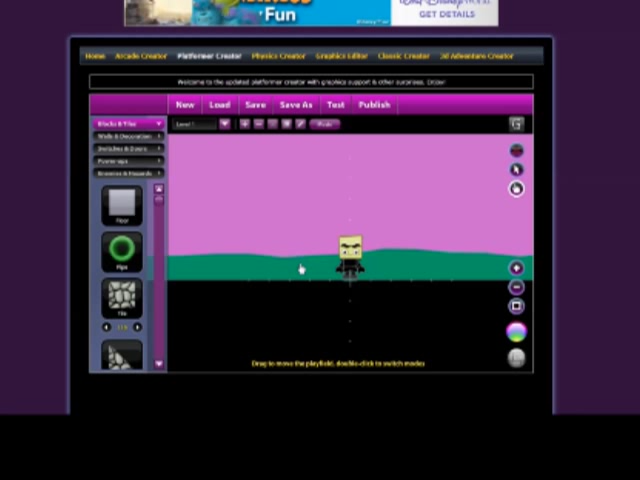 Fun
GET DETAILS
Home Arcade Creator Platformer Creator Physics Creator Graphics Editor Classic Creator 3d Adventure Creator
Welcome to the updated platformer creator with graphics support & other surprises. Enjoy!
New Load Save Save As Test Publish
Blocks & Tiles
Level 1
Walls & Decoration
Switches & Doors
Power-ups
Enemies & Hazards
Floor
Pipe
Tile
Drag to move the playfield, double-click to switch modes